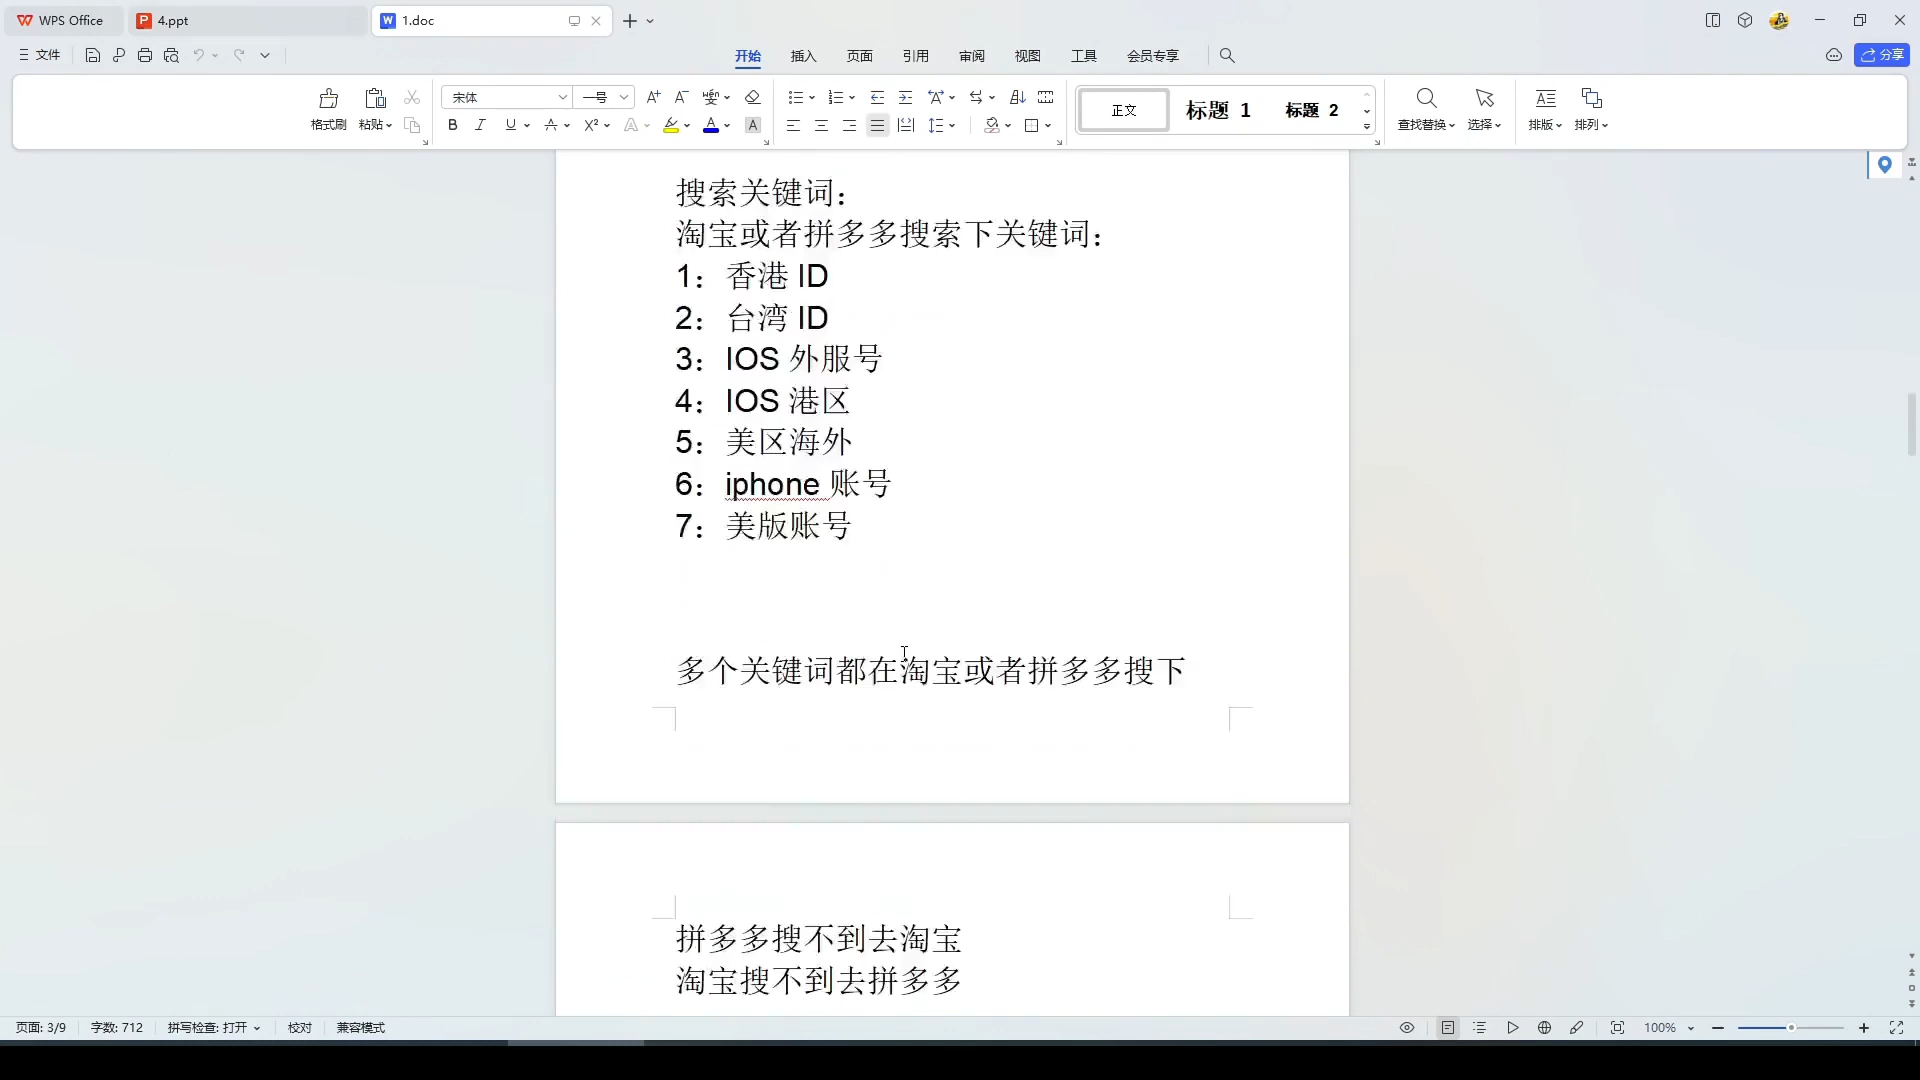 WPS Office
4.ppt
1.doc
文件
开始
插入
页面
引用
审阅
视图
工具
会员专享
分享
格式刷
粘贴
宋体
一号
正文
标题 1
标题 2
查找替换
选择
排版
排列
搜索关键词：
淘宝或者拼多多搜索下关键词：
1：香港 ID
2：台湾 ID
3：IOS 外服号
4：IOS 港区
5：美区海外
6：iphone 账号
7：美版账号
多个关键词都在淘宝或者拼多多搜下
拼多多搜不到去淘宝
淘宝搜不到去拼多多
页面: 3/9
字数: 712
拼写检查: 打开
校对
兼容模式
100%